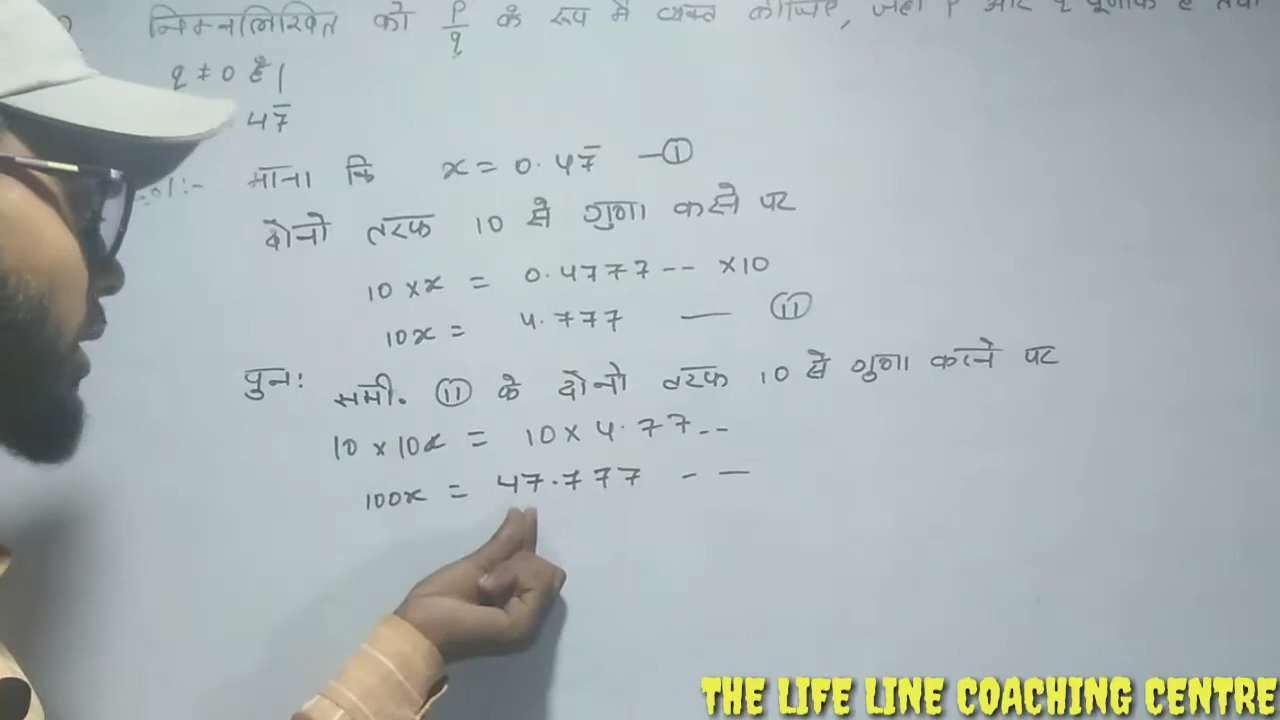 निम्नलिखित को p/q के रूप में व्यक्त कीजिए, जहाँ p और q पूर्णांक है तथा
q ≠ 0 है|
47̄
माना कि x = 0.47̄ —①
दोनो तरफ 10 से गुणा करने पर
10 × x = 0.4777-- ×10
10x = 4.777 — ⑪
पुनः समी. ⑪ के दोनो तरफ 10 से गुणा करने पर
10 × 10x = 10 × 4.77--
100x = 47.777 - —
THE LIFE LINE COACHING CENTRE